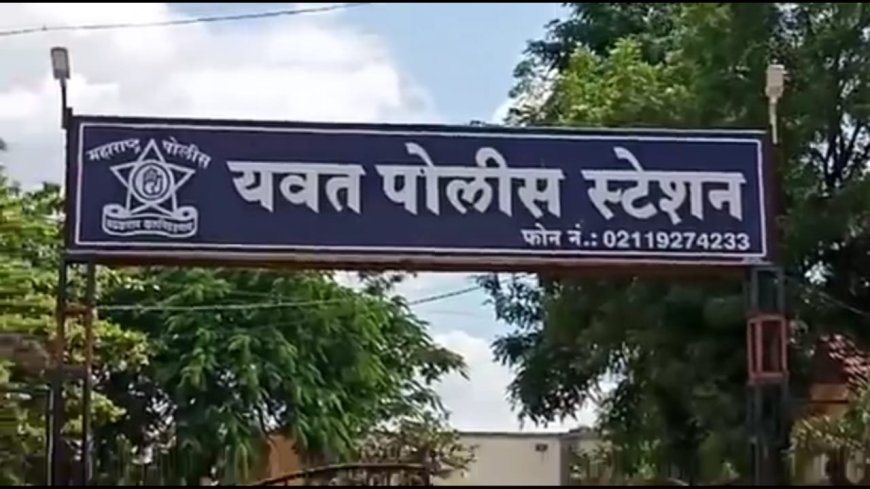 महाराष्ट्र पोलीस
यवत पोलीस स्टेशन
फोन नं.: 02119274233